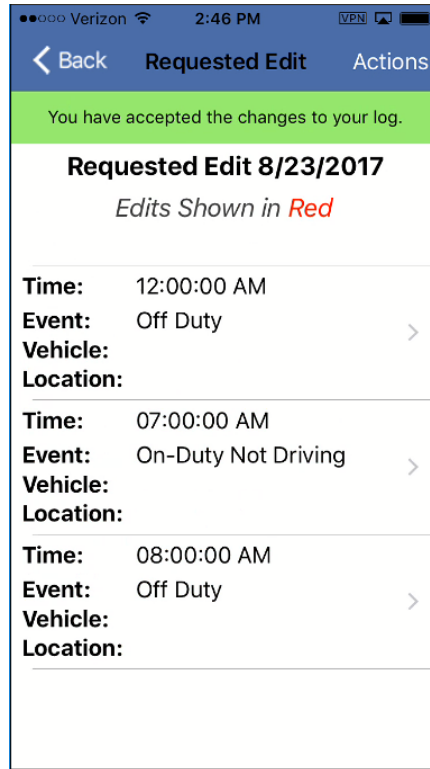 Verizon 2:46 PM VPN
Back Requested Edit Actions
You have accepted the changes to your log.
Requested Edit 8/23/2017
Edits Shown in Red
Time: 12:00:00 AM
Event: Off Duty
Vehicle:
Location:
Time: 07:00:00 AM
Event: On-Duty Not Driving
Vehicle:
Location:
Time: 08:00:00 AM
Event: Off Duty
Vehicle:
Location: